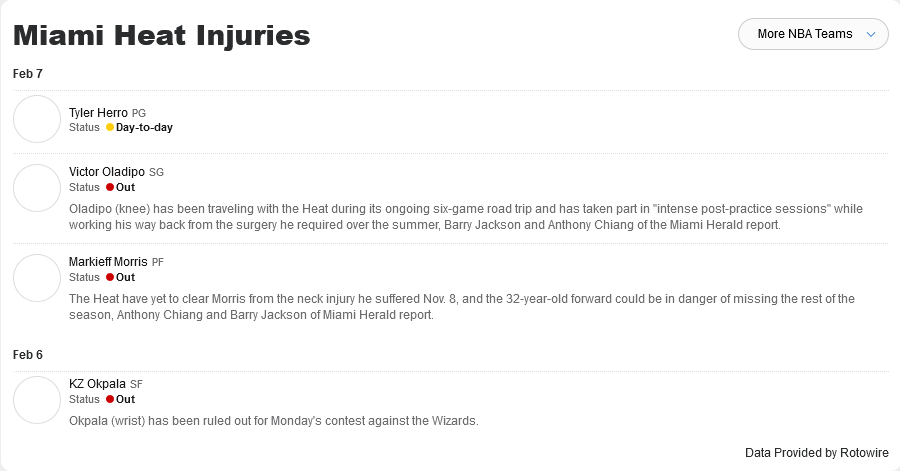 Miami Heat Injuries
More NBA Teams
Feb 7
Tyler Herro PG
Status Day-to-day
Victor Oladipo SG
Status Out
Oladipo (knee) has been traveling with the Heat during its ongoing six-game road trip and has taken part in "intense post-practice sessions" while
working his way back from the surgery he required over the summer, Barry Jackson and Anthony Chiang of the Miami Herald report.
Markieff Morris PF
Status Out
The Heat have yet to clear Morris from the neck injury he suffered Nov. 8, and the 32-year-old forward could be in danger of missing the rest of the
season, Anthony Chiang and Barry Jackson of Miami Herald report.
Feb 6
KZ Okpala SF
Status Out
Okpala (wrist) has been ruled out for Monday's contest against the Wizards.
Data Provided by Rotowire